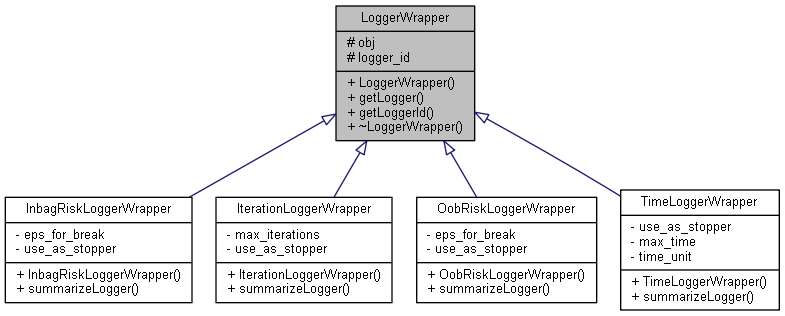 LoggerWrapper
# obj
# logger_id
+ LoggerWrapper()
+ getLogger()
+ getLoggerId()
+ ~LoggerWrapper()
InbagRiskLoggerWrapper
- eps_for_break
- use_as_stopper
+ InbagRiskLoggerWrapper()
+ summarizeLogger()
IterationLoggerWrapper
- max_iterations
- use_as_stopper
+ IterationLoggerWrapper()
+ summarizeLogger()
OobRiskLoggerWrapper
- eps_for_break
- use_as_stopper
+ OobRiskLoggerWrapper()
+ summarizeLogger()
TimeLoggerWrapper
- use_as_stopper
- max_time
- time_unit
+ TimeLoggerWrapper()
+ summarizeLogger()